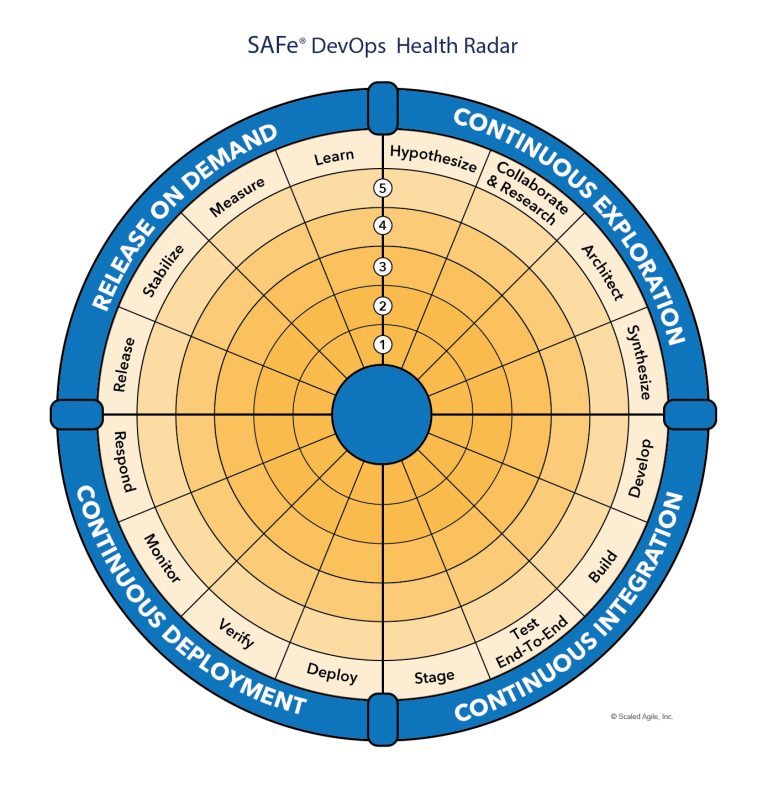 SAFe® DevOps Health Radar
CONTINUOUS EXPLORATION
Hypothesize
Collaborate
& Research
Architect
Synthesize
CONTINUOUS INTEGRATION
Develop
Build
Test
End-To-End
Stage
CONTINUOUS DEPLOYMENT
Deploy
Verify
Monitor
Respond
RELEASE ON DEMAND
Release
Stabilize
Measure
Learn
5
4
3
2
1
© Scaled Agile, Inc.